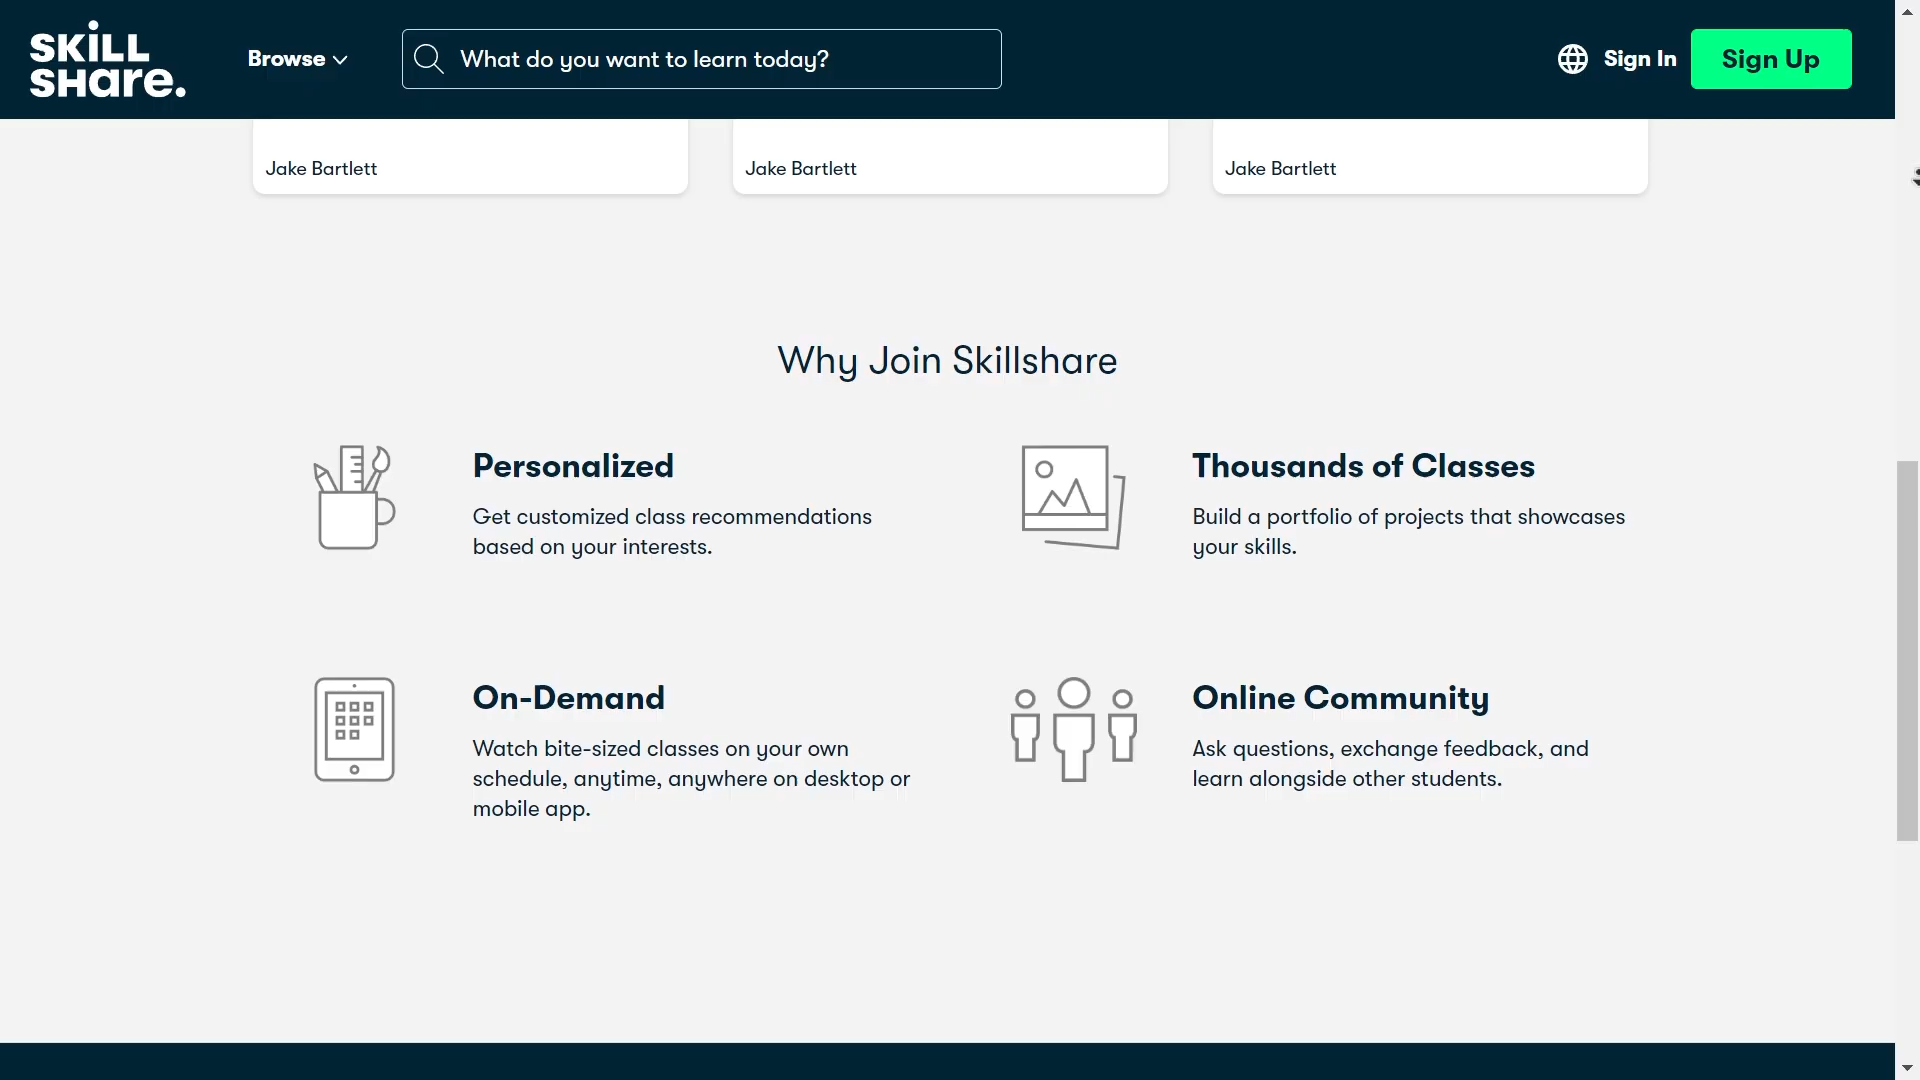 SKILL
SHARE.
Browse
What do you want to learn today?
Sign In
Sign Up
Jake Bartlett
Jake Bartlett
Jake Bartlett
Why Join Skillshare
Personalized
Get customized class recommendations
based on your interests.
Thousands of Classes
Build a portfolio of projects that showcases
your skills.
On-Demand
Watch bite-sized classes on your own
schedule, anytime, anywhere on desktop or
mobile app.
Online Community
Ask questions, exchange feedback, and
learn alongside other students.